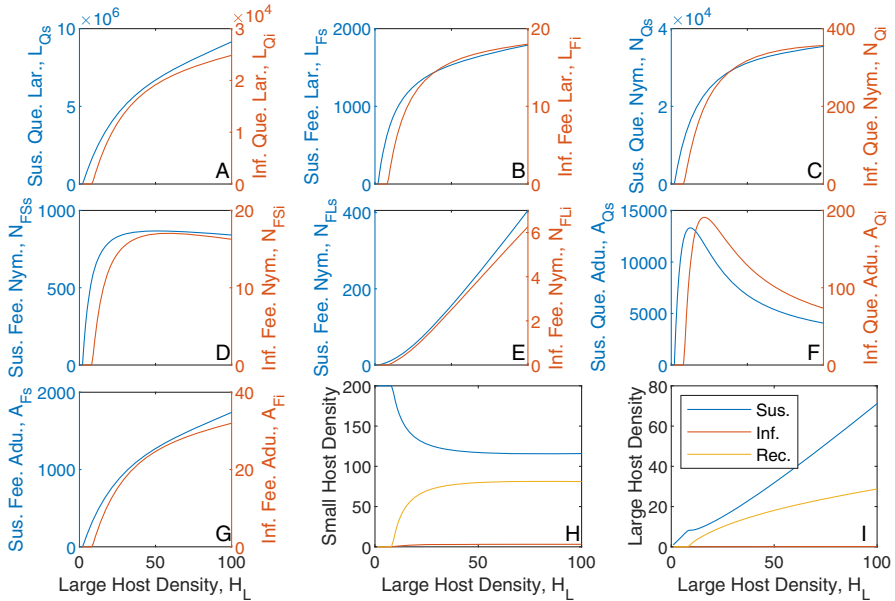 × 10^6
× 10^4
10
5
0
Sus. Que. Lar., L_Qs
3
2
1
0
Inf. Que. Lar., L_Qi
A
2000
1000
0
Sus. Fee. Lar., L_Fs
20
10
0
Inf. Fee. Lar., L_Fi
B
× 10^4
4
2
0
Sus. Que. Nym., N_Qs
400
200
0
Inf. Que. Nym., N_Qi
C
1000
500
0
Sus. Fee. Nym., N_FSs
20
10
0
Inf. Fee. Nym., N_FSi
D
400
200
0
Sus. Fee. Nym., N_FLs
6
4
2
0
Inf. Fee. Nym., N_FLi
E
15000
10000
5000
0
Sus. Que. Adu., A_Qs
200
100
0
Inf. Que. Adu., A_Qi
F
2000
1000
0
Sus. Fee. Adu., A_Fs
40
20
0
Inf. Fee. Adu., A_Fi
G
0 50 100
Large Host Density, H_L
200
150
100
50
0
Small Host Density
H
0 50 100
Large Host Density, H_L
80
60
40
20
0
Large Host Density
Sus.
Inf.
Rec.
I
0 50 100
Large Host Density, H_L